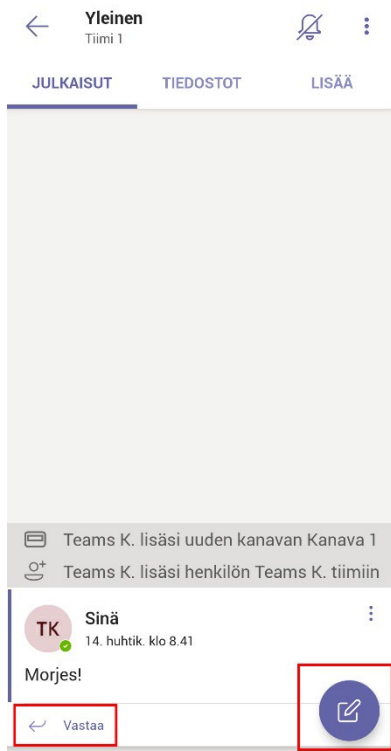 Yleinen
Tiimi 1
JULKAISUT TIEDOSTOT LISÄÄ
Teams K. lisäsi uuden kanavan Kanava 1
Teams K. lisäsi henkilön Teams K. tiimiin
TK
Sinä
14. huhtik. klo 8.41
Morjes!
Vastaa